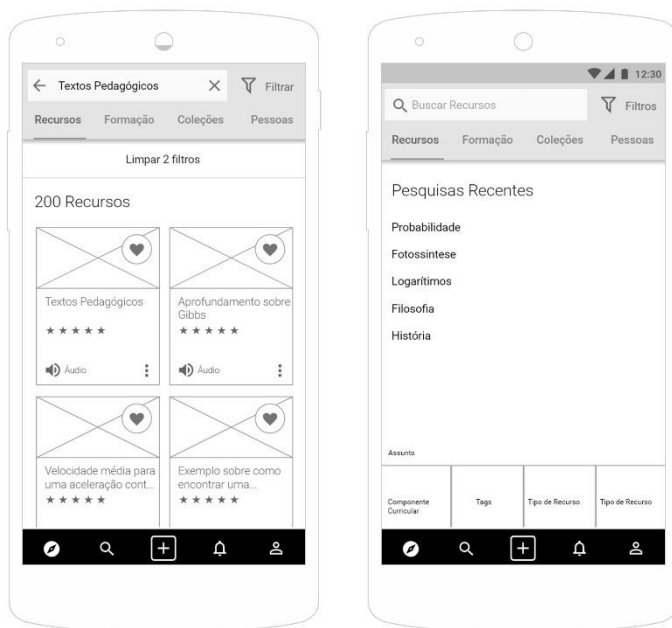 Textos Pedagógicos
Filtrar
Recursos Formação Coleções Pessoas
Limpar 2 filtros
200 Recursos
Textos Pedagógicos
Áudio
Aprofundamento sobre
Gibbs
Áudio
Velocidade média para
uma aceleração cont...
Exemplo sobre como
encontrar uma...
12:30
Buscar Recursos
Filtros
Recursos Formação Coleções Pessoas
Pesquisas Recentes
Probabilidade
Fotossintese
Logarítimos
Filosofia
História
Assunto
Componente
Curricular
Tags
Tipo de Recurso
Tipo de Recurso